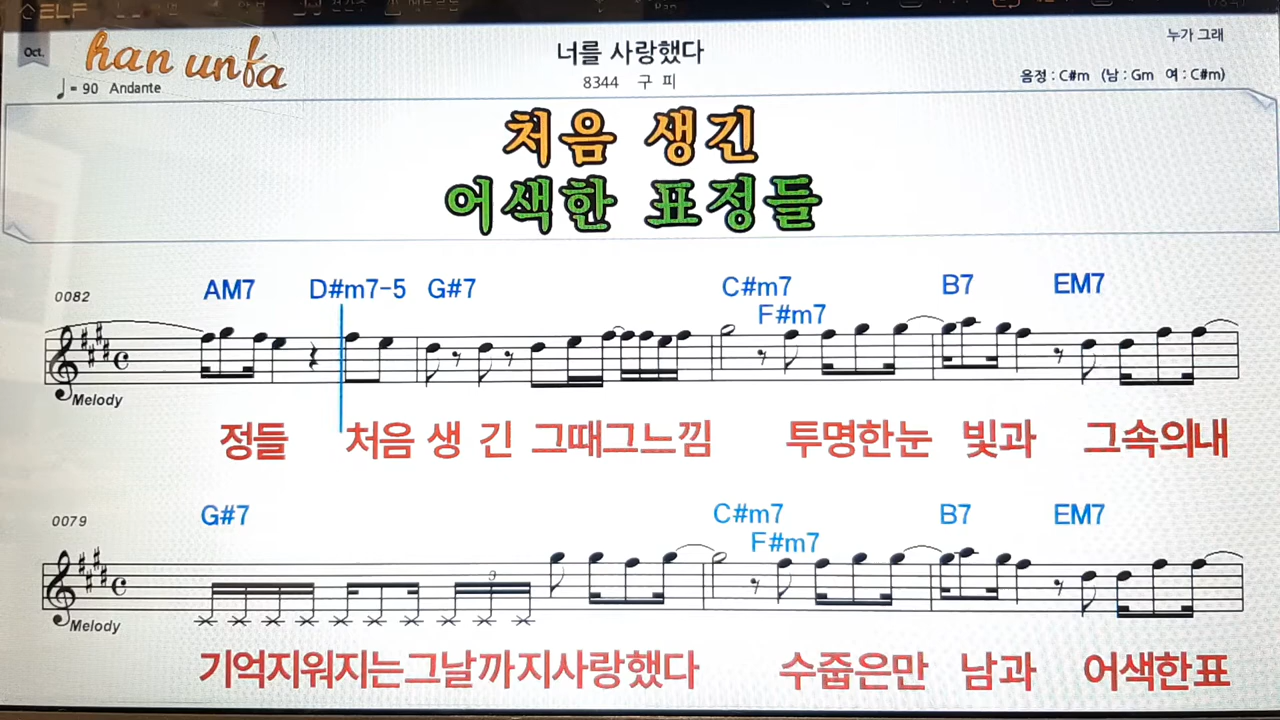 ELF
Oct.
han unfa
너를 사랑했다
누가 그래
♩= 90 Andante
8344 구 피
음정 : C#m (남 : Gm 여 : C#m)
처음 생긴
어색한 표정들
0082
AM7 D#m7-5 G#7 C#m7 F#m7 B7 EM7
Melody
정들 처음 생 긴 그때그느낌 투명한눈 빛과 그속의내
0079
G#7 C#m7 F#m7 B7 EM7
3
Melody
기억지워지는그날까지사랑했다 수줍은만 남과 어색한표